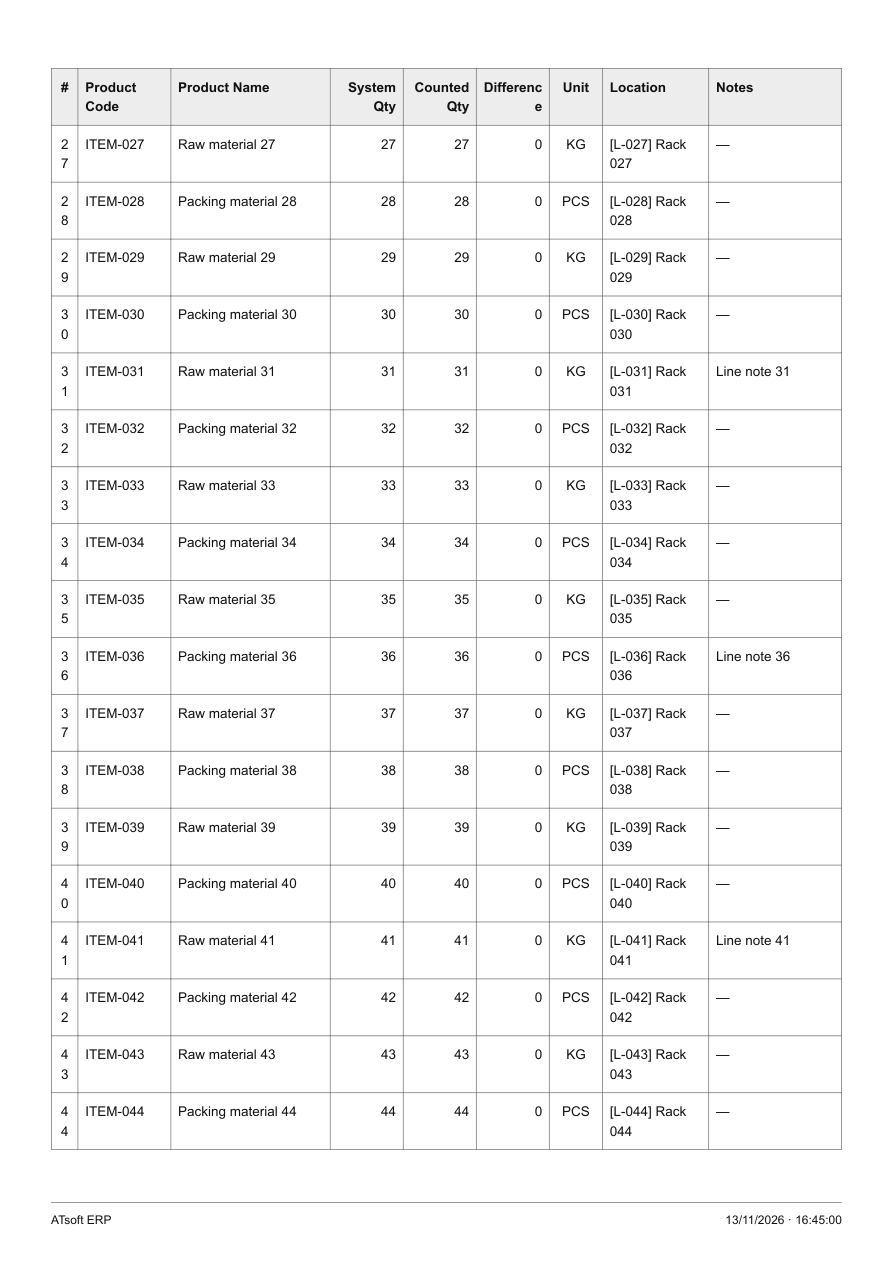 # Product Code Product Name System Qty Counted Qty Difference Unit Location Notes
27 ITEM-027 Raw material 27 27 27 0 KG [L-027] Rack 027 —
28 ITEM-028 Packing material 28 28 28 0 PCS [L-028] Rack 028 —
29 ITEM-029 Raw material 29 29 29 0 KG [L-029] Rack 029 —
30 ITEM-030 Packing material 30 30 30 0 PCS [L-030] Rack 030 —
31 ITEM-031 Raw material 31 31 31 0 KG [L-031] Rack 031 Line note 31
32 ITEM-032 Packing material 32 32 32 0 PCS [L-032] Rack 032 —
33 ITEM-033 Raw material 33 33 33 0 KG [L-033] Rack 033 —
34 ITEM-034 Packing material 34 34 34 0 PCS [L-034] Rack 034 —
35 ITEM-035 Raw material 35 35 35 0 KG [L-035] Rack 035 —
36 ITEM-036 Packing material 36 36 36 0 PCS [L-036] Rack 036 Line note 36
37 ITEM-037 Raw material 37 37 37 0 KG [L-037] Rack 037 —
38 ITEM-038 Packing material 38 38 38 0 PCS [L-038] Rack 038 —
39 ITEM-039 Raw material 39 39 39 0 KG [L-039] Rack 039 —
40 ITEM-040 Packing material 40 40 40 0 PCS [L-040] Rack 040 —
41 ITEM-041 Raw material 41 41 41 0 KG [L-041] Rack 041 Line note 41
42 ITEM-042 Packing material 42 42 42 0 PCS [L-042] Rack 042 —
43 ITEM-043 Raw material 43 43 43 0 KG [L-043] Rack 043 —
44 ITEM-044 Packing material 44 44 44 0 PCS [L-044] Rack 044 —
ATsoft ERP 13/11/2026 · 16:45:00